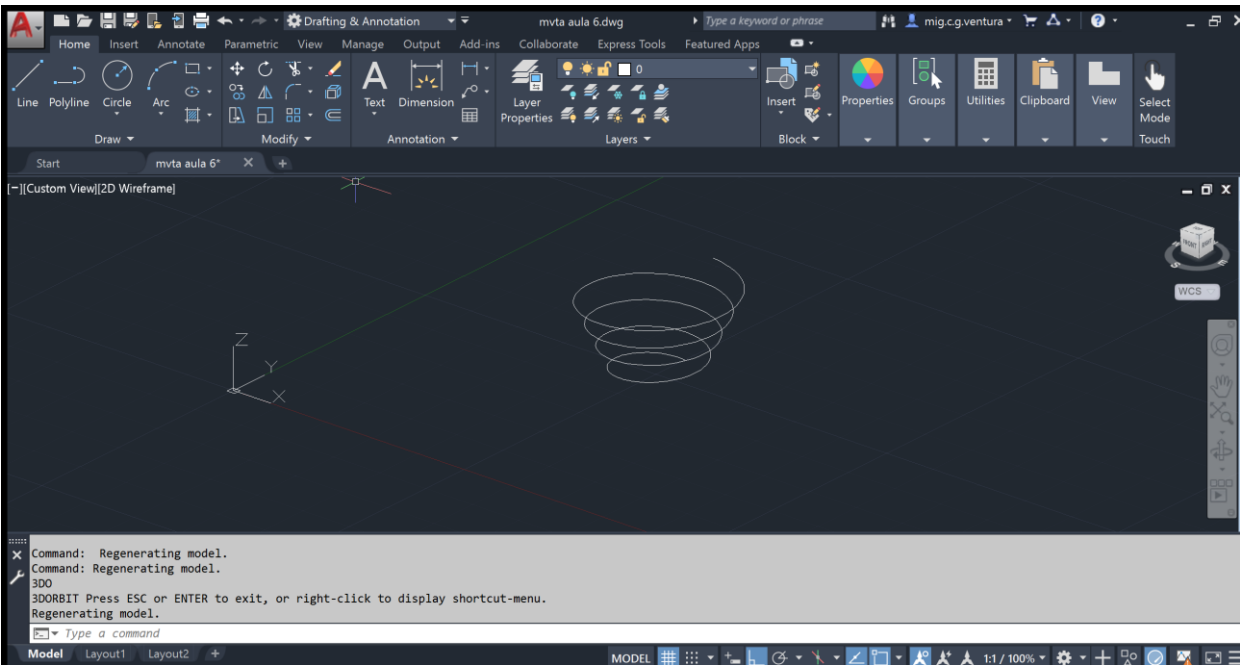 A Drafting & Annotation mvta aula 6.dwg Type a keyword or phrase mig.c.g.ventura ?
Home Insert Annotate Parametric View Manage Output Add-ins Collaborate Express Tools Featured Apps
0
A
Line Polyline Circle Arc Text Dimension Layer Properties Insert Properties Groups Utilities Clipboard View Select Mode
Draw Modify Annotation Layers Block Touch
Start mvta aula 6* X +
[−][Custom View][2D Wireframe]
FRONT
S E
WCS
Z
Y
X
Command:  Regenerating model.
Command: Regenerating model.
3DO
3DORBIT Press ESC or ENTER to exit, or right-click to display shortcut-menu.
Regenerating model.
Type a command
Model Layout1 Layout2 + MODEL 1:1 / 100%